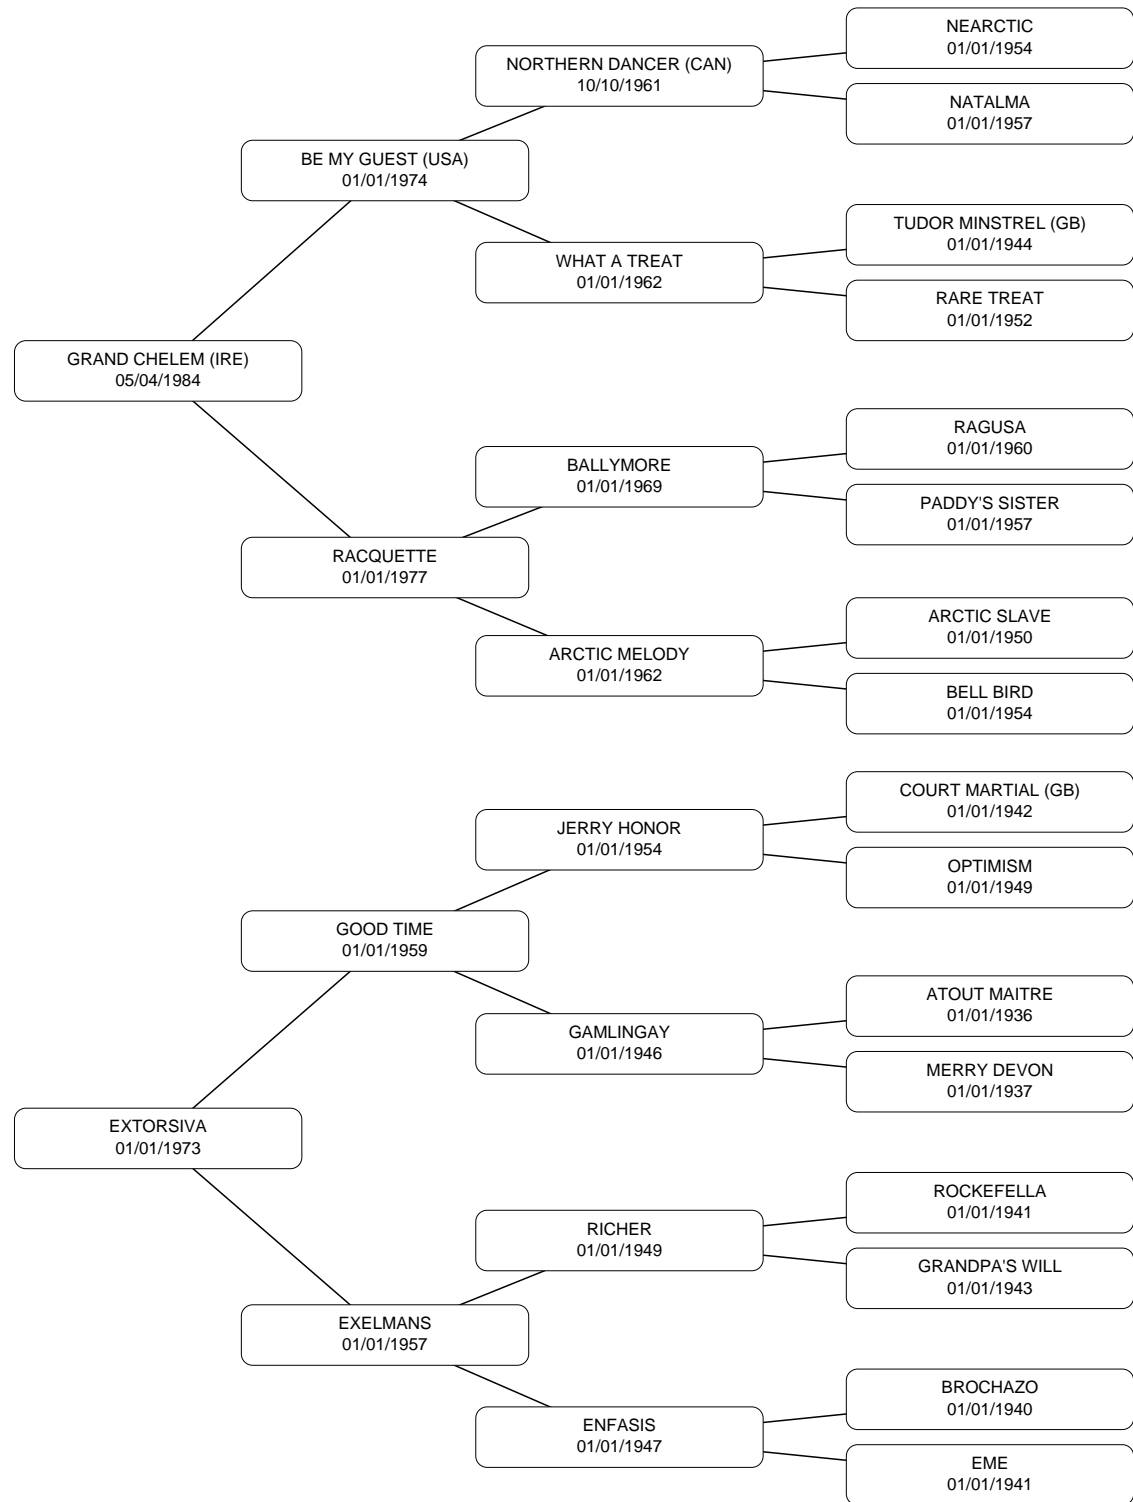 NEARCTIC
01/01/1954
NORTHERN DANCER (CAN)
10/10/1961
NATALMA
01/01/1957
BE MY GUEST (USA)
01/01/1974
TUDOR MINSTREL (GB)
01/01/1944
WHAT A TREAT
01/01/1962
RARE TREAT
01/01/1952
GRAND CHELEM (IRE)
05/04/1984
RAGUSA
01/01/1960
BALLYMORE
01/01/1969
PADDY'S SISTER
01/01/1957
RACQUETTE
01/01/1977
ARCTIC SLAVE
01/01/1950
ARCTIC MELODY
01/01/1962
BELL BIRD
01/01/1954
COURT MARTIAL (GB)
01/01/1942
JERRY HONOR
01/01/1954
OPTIMISM
01/01/1949
GOOD TIME
01/01/1959
ATOUT MAITRE
01/01/1936
GAMLINGAY
01/01/1946
MERRY DEVON
01/01/1937
EXTORSIVA
01/01/1973
ROCKEFELLA
01/01/1941
RICHER
01/01/1949
GRANDPA'S WILL
01/01/1943
EXELMANS
01/01/1957
BROCHAZO
01/01/1940
ENFASIS
01/01/1947
EME
01/01/1941